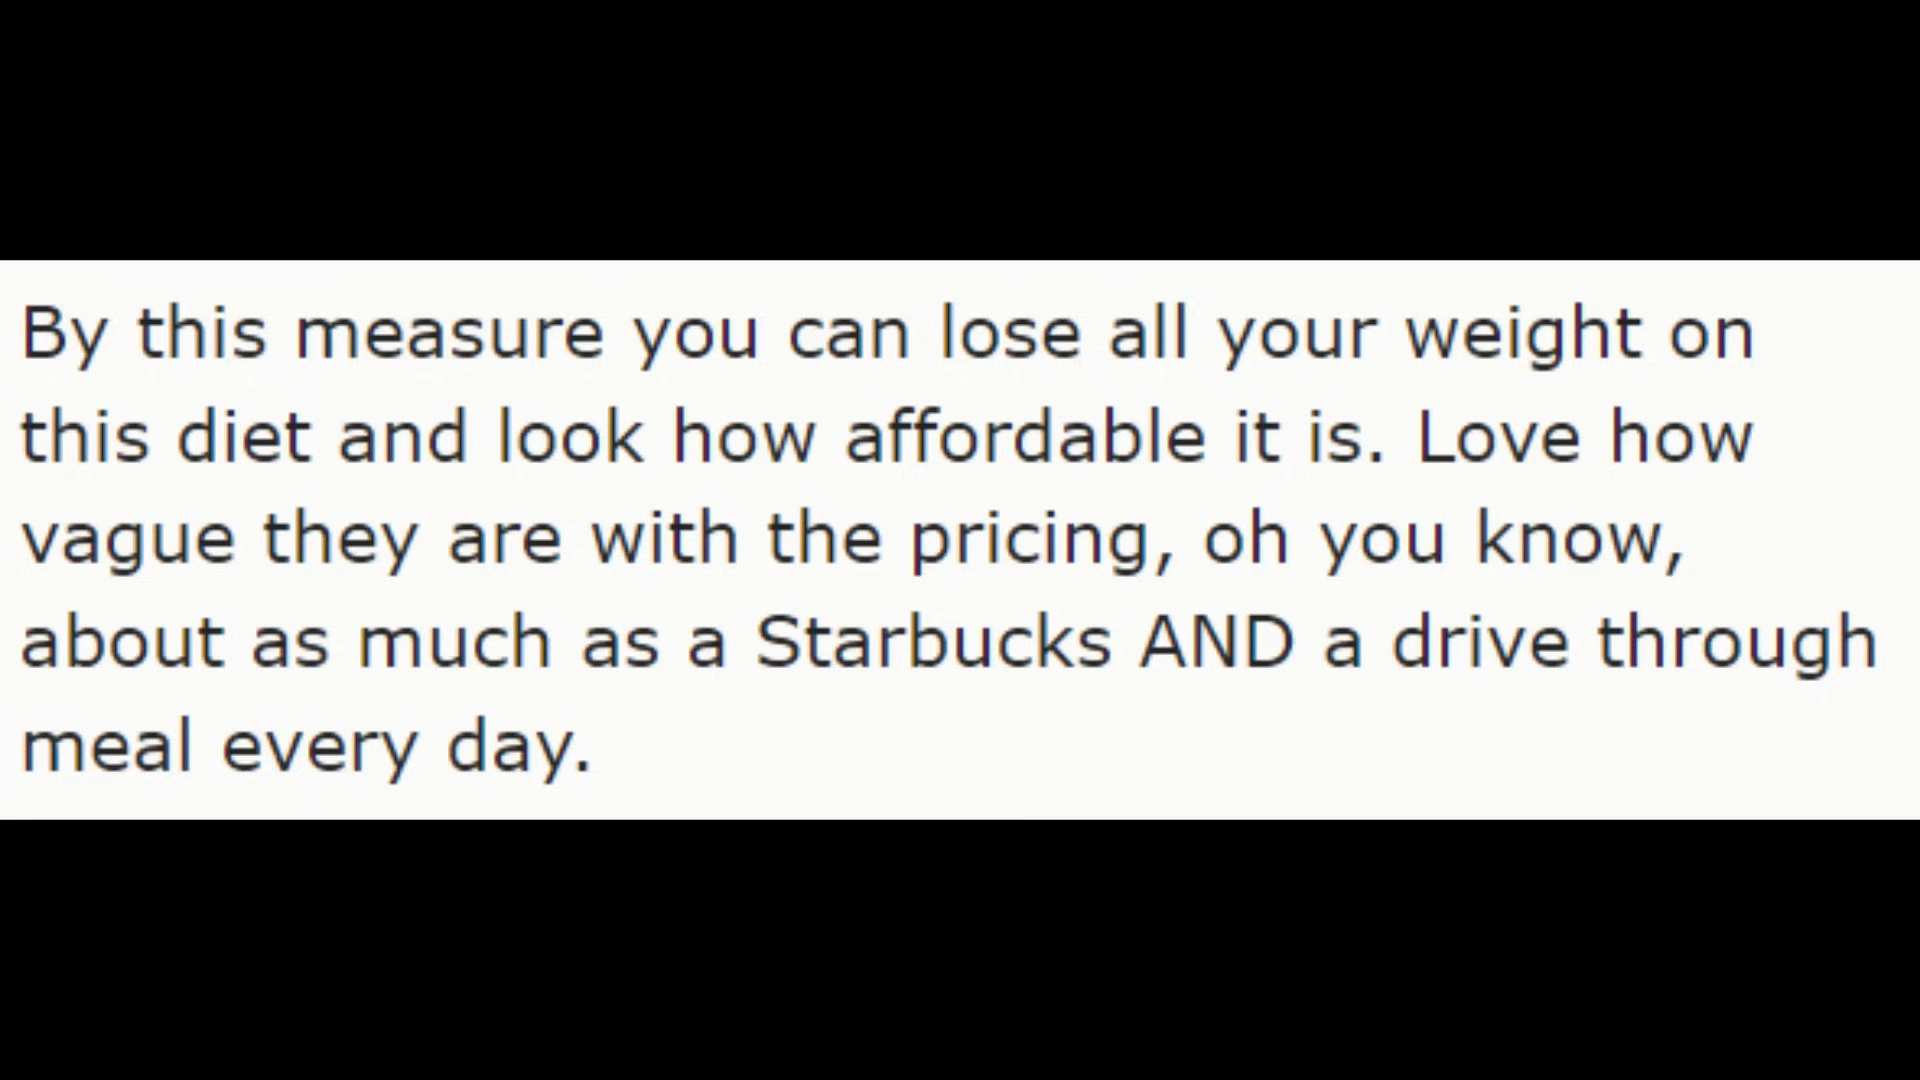 By this measure you can lose all your weight on
this diet and look how affordable it is. Love how
vague they are with the pricing, oh you know,
about as much as a Starbucks AND a drive through
meal every day.